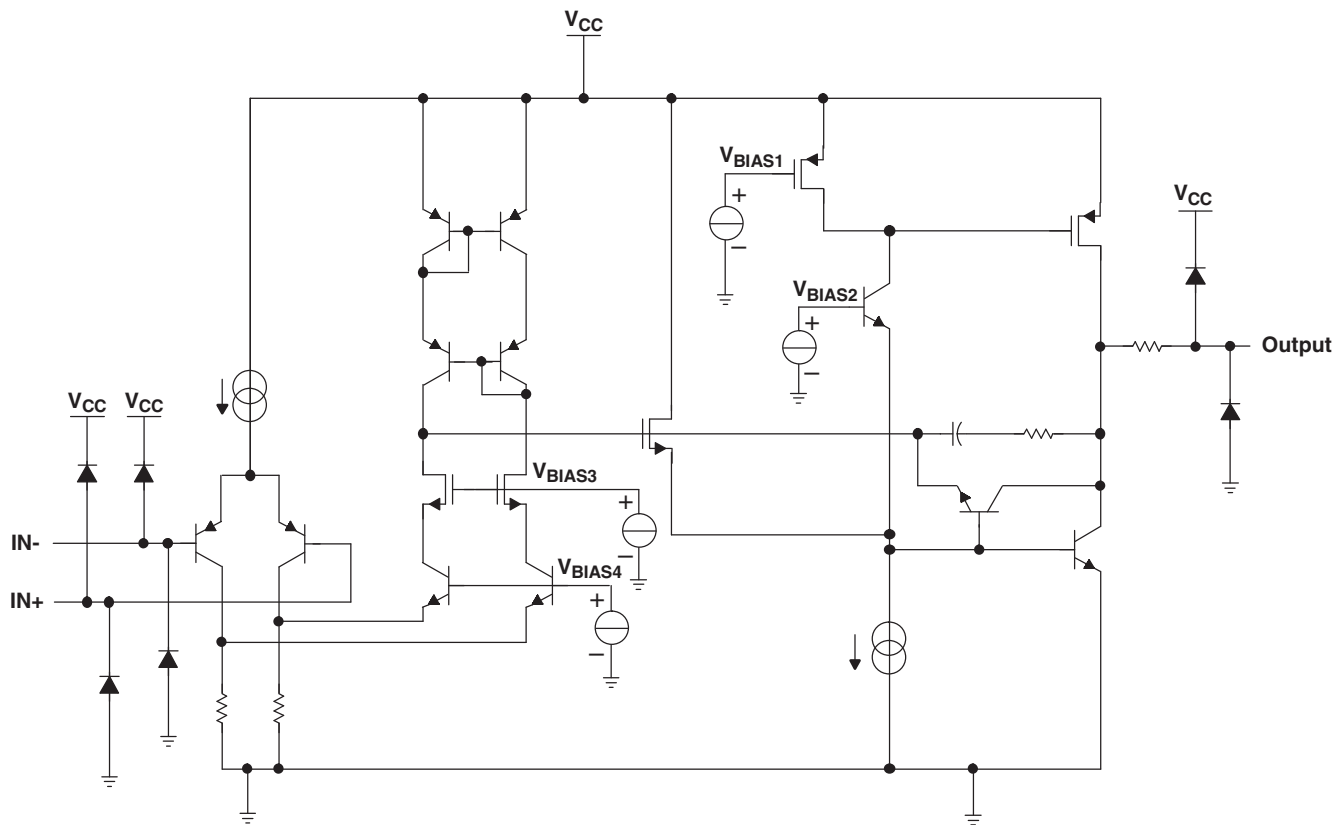 VCC
VBIAS1
+
−
VCC
VBIAS2
+
−
Output
VCC
VCC
VBIAS3
+
−
IN-
VBIAS4
IN+
+
−